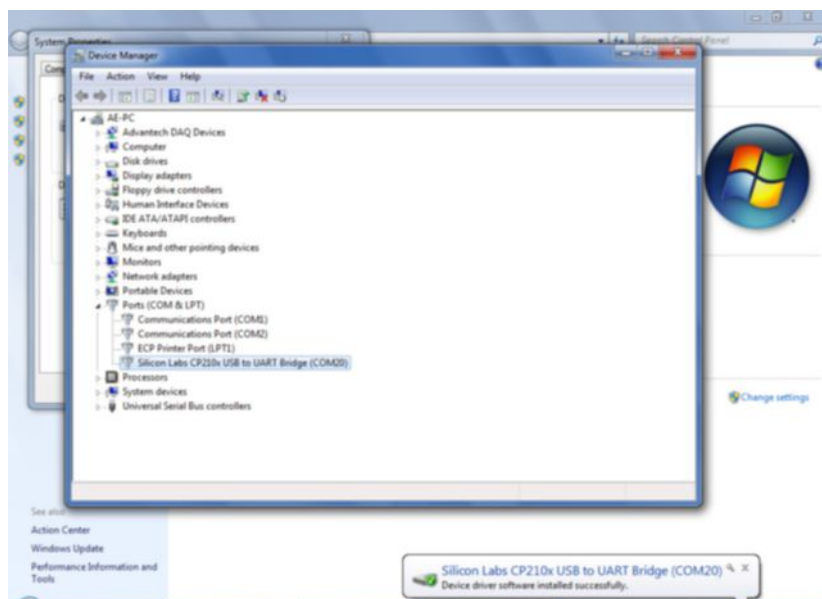 System Properties
Search Control Panel
Device Manager
File Action View Help
AE-PC
Advantech DAQ Devices
Computer
Disk drives
Display adapters
Floppy drive controllers
Human Interface Devices
IDE ATA/ATAPI controllers
Keyboards
Mice and other pointing devices
Monitors
Network adapters
Portable Devices
Ports (COM & LPT)
Communications Port (COM1)
Communications Port (COM2)
ECP Printer Port (LPT1)
Silicon Labs CP210x USB to UART Bridge (COM20)
Processors
System devices
Universal Serial Bus controllers
Change settings
See also
Action Center
Windows Update
Performance Information and
Tools
Silicon Labs CP210x USB to UART Bridge (COM20)
Device driver software installed successfully.